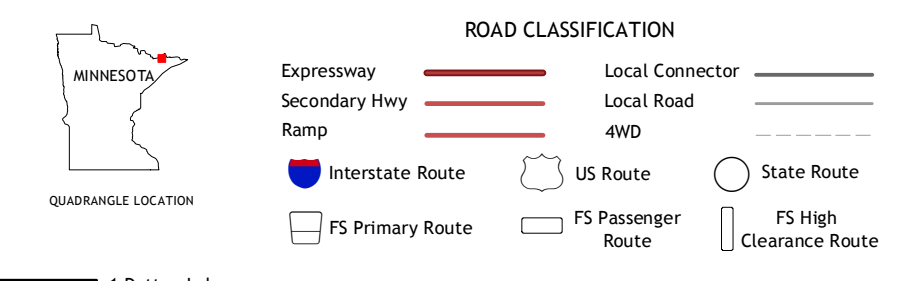 ROAD CLASSIFICATION
MINNESOTA
QUADRANGLE LOCATION
Expressway
Local Connector
Secondary Hwy
Local Road
Ramp
4WD
Interstate Route
US Route
State Route
FS Primary Route
FS Passenger
Route
FS High
Clearance Route